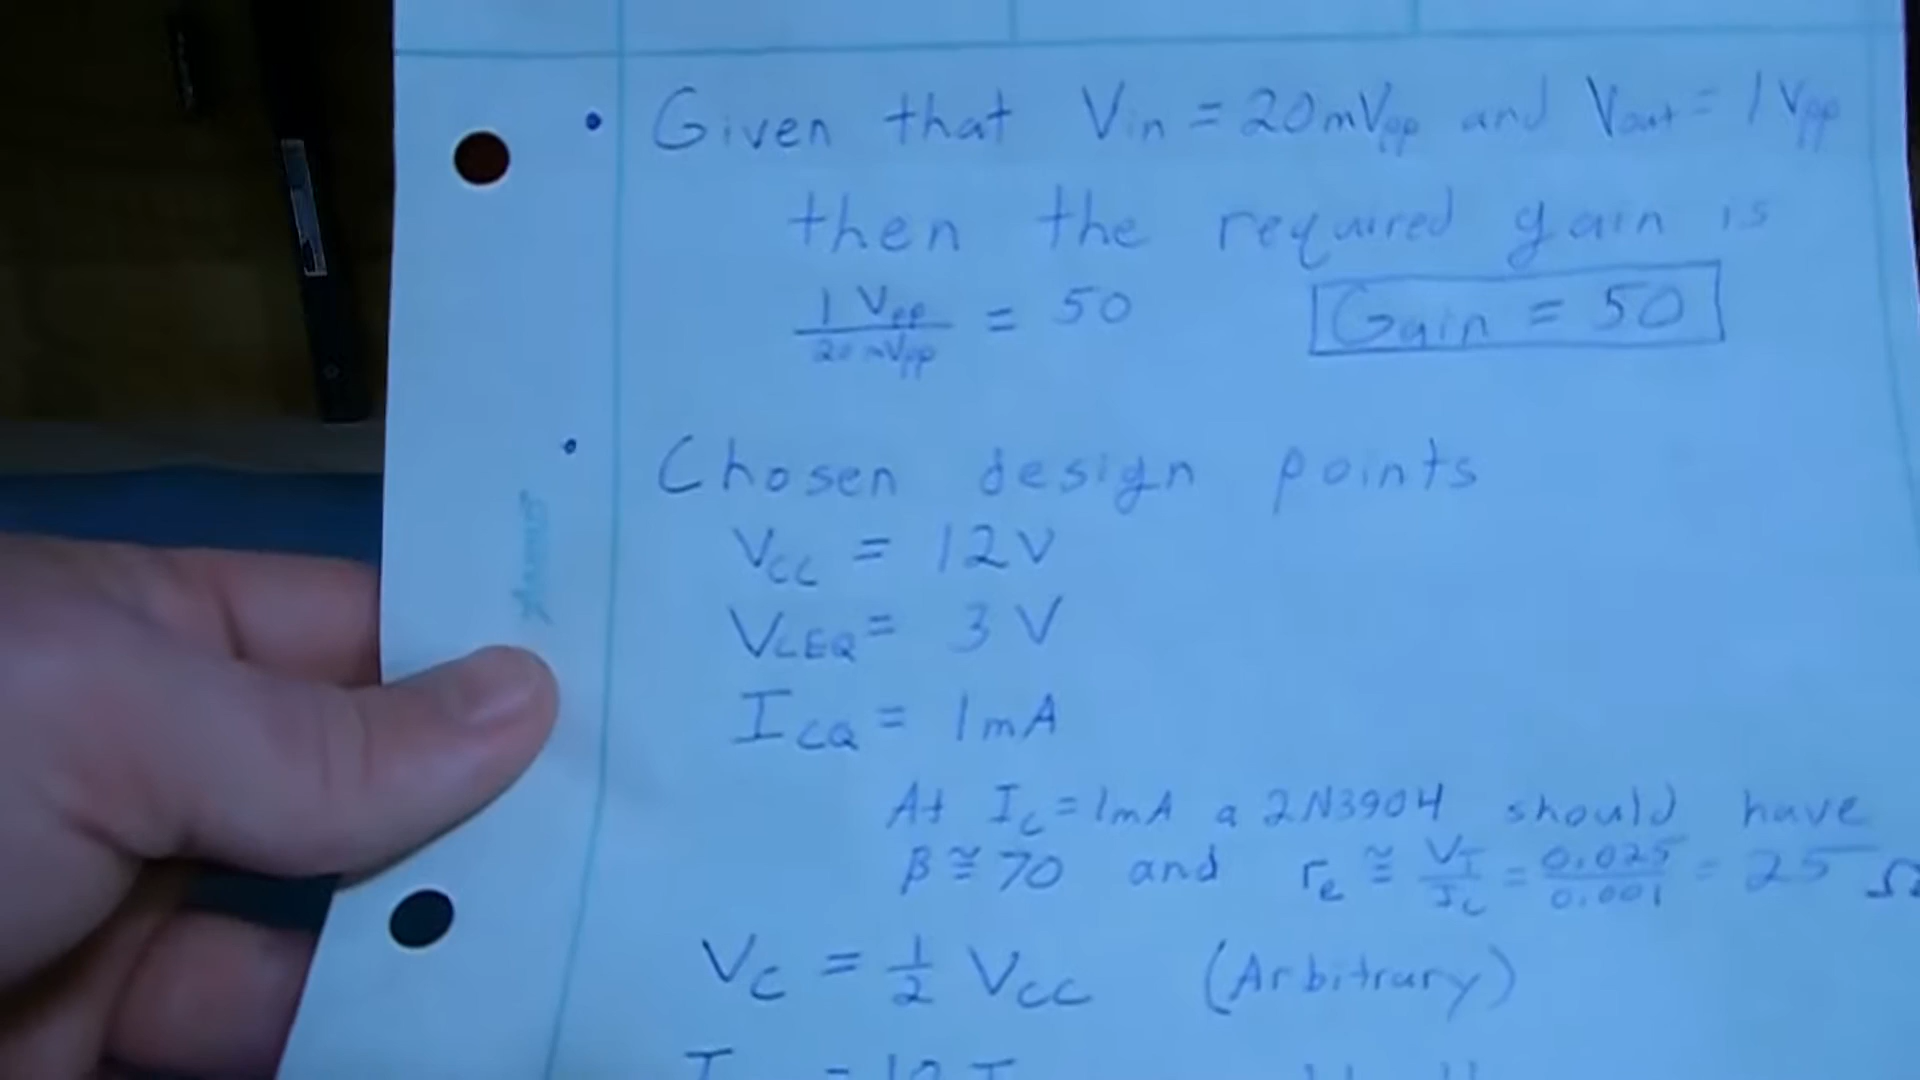 • Given that Vin = 20mVpp and Vout = 1Vpp
then the required gain is
1 Vpp / 20 mVpp = 50 Gain = 50
• Chosen design points
VCC = 12V
VCEQ = 3V
ICQ = 1mA
At Ic = 1mA a 2N3904 should have
β ≅ 70 and re ≅ VT/Ic = 0.025/0.001 = 25 Ω
VC = 1/2 VCC (Arbitrary)